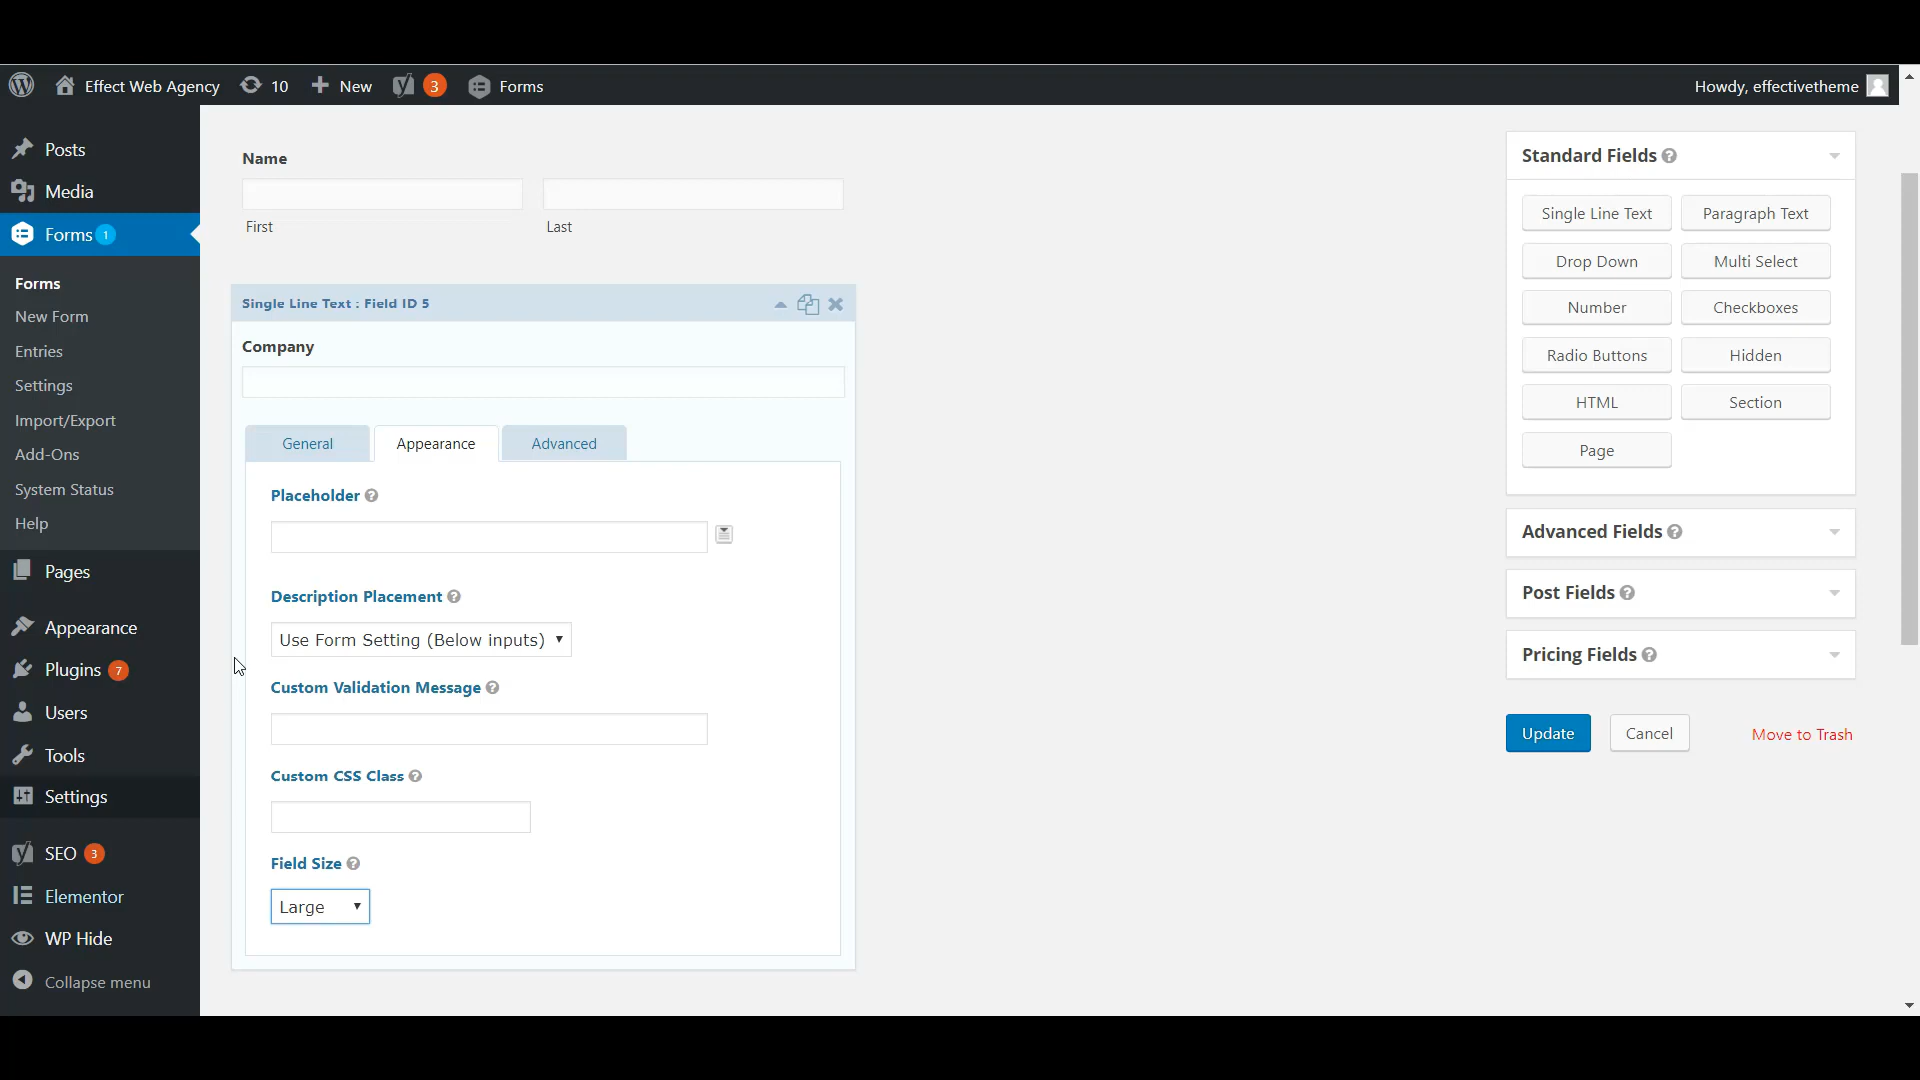 Effect Web Agency 10 New 3 Forms Howdy, effectivetheme
Posts
Media
Forms 1
Forms
New Form
Entries
Settings
Import/Export
Add-Ons
System Status
Help
Pages
Appearance
Plugins 7
Users
Tools
Settings
SEO 3
Elementor
WP Hide
Collapse menu
Name
First Last
Single Line Text : Field ID 5
Company
General Appearance Advanced
Placeholder
Description Placement
Use Form Setting (Below inputs)
Custom Validation Message
Custom CSS Class
Field Size
Large
Standard Fields
Single Line Text Paragraph Text
Drop Down Multi Select
Number Checkboxes
Radio Buttons Hidden
HTML Section
Page
Advanced Fields
Post Fields
Pricing Fields
Update Cancel Move to Trash